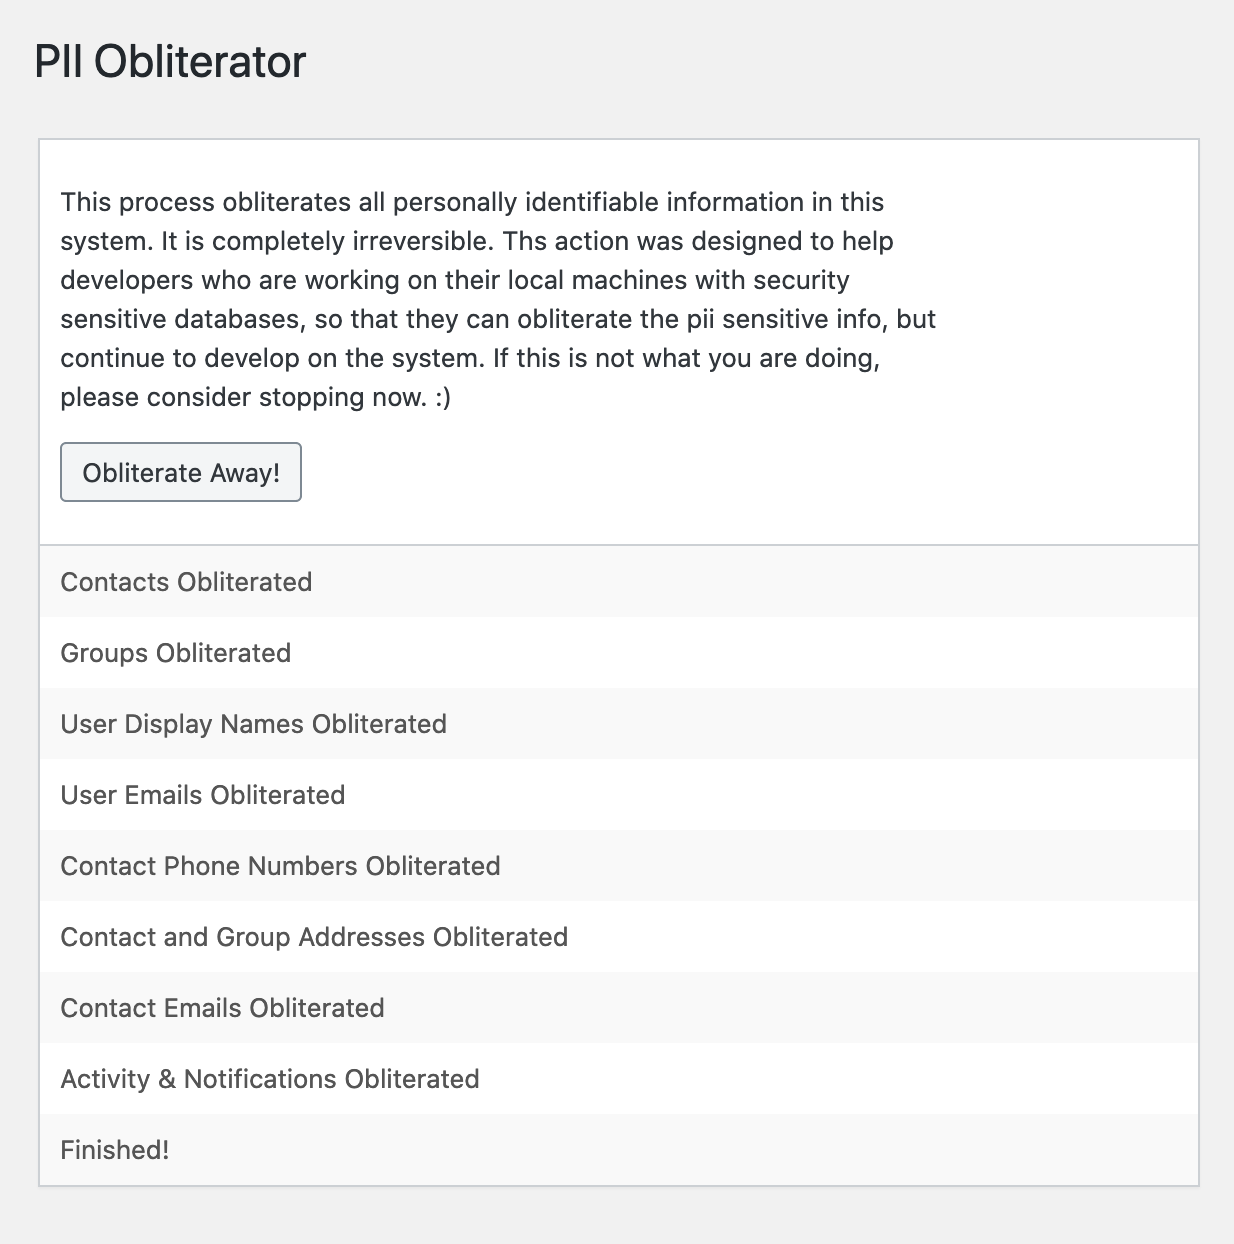 PII Obliterator
This process obliterates all personally identifiable information in this
system. It is completely irreversible. Ths action was designed to help
developers who are working on their local machines with security
sensitive databases, so that they can obliterate the pii sensitive info, but
continue to develop on the system. If this is not what you are doing,
please consider stopping now. :)
Obliterate Away!
Contacts Obliterated
Groups Obliterated
User Display Names Obliterated
User Emails Obliterated
Contact Phone Numbers Obliterated
Contact and Group Addresses Obliterated
Contact Emails Obliterated
Activity & Notifications Obliterated
Finished!